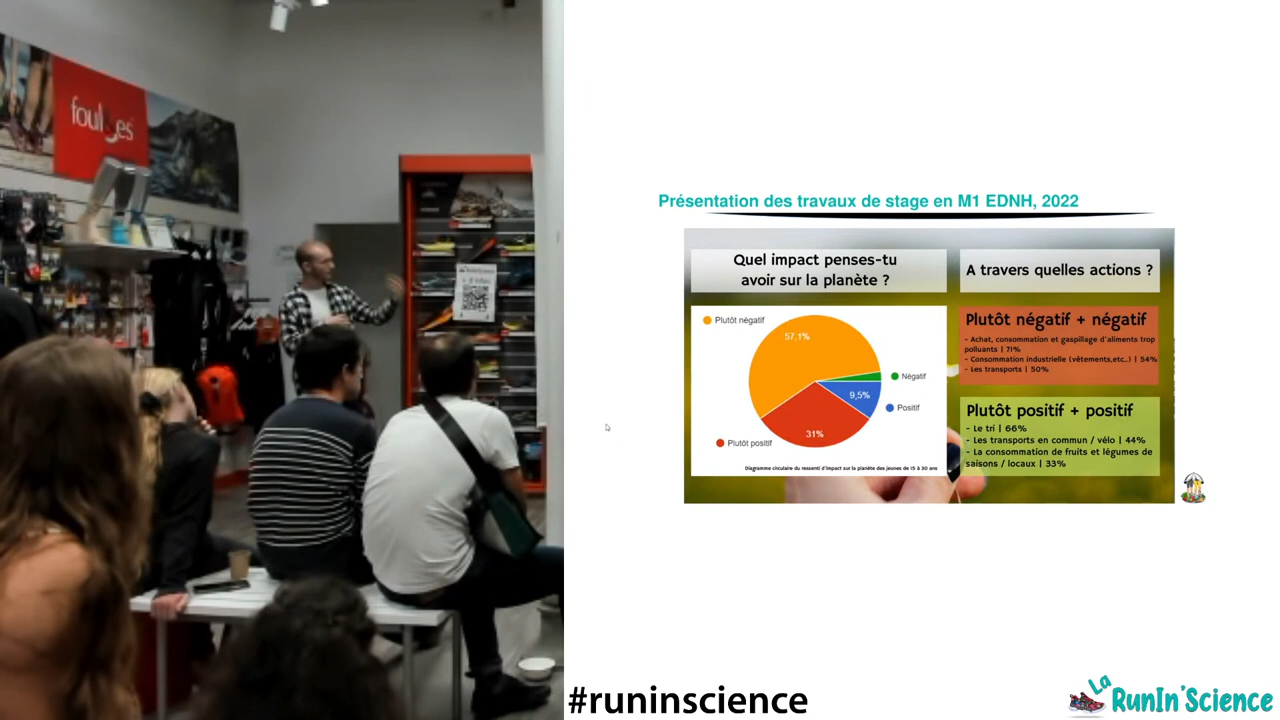 foulées
Présentation des travaux de stage en M1 EDNH, 2022
Quel impact penses-tu
avoir sur la planète ?
Plutôt négatif
57,1%
Négatif
9,5%
Positif
31%
Plutôt positif
Diagramme circulaire du ressenti d'impact sur la planète des jeunes de 15 à 30 ans
A travers quelles actions ?
Plutôt négatif + négatif
- Achat, consommation et gaspillage d'aliments trop
polluants | 71%
- Consommation industrielle (vêtements,etc..) | 54%
- Les transports | 50%
Plutôt positif + positif
- Le tri | 66%
- Les transports en commun / vélo | 44%
- La consommation de fruits et légumes de
saisons / locaux | 33%
#runinscience
La
RunIn'Science